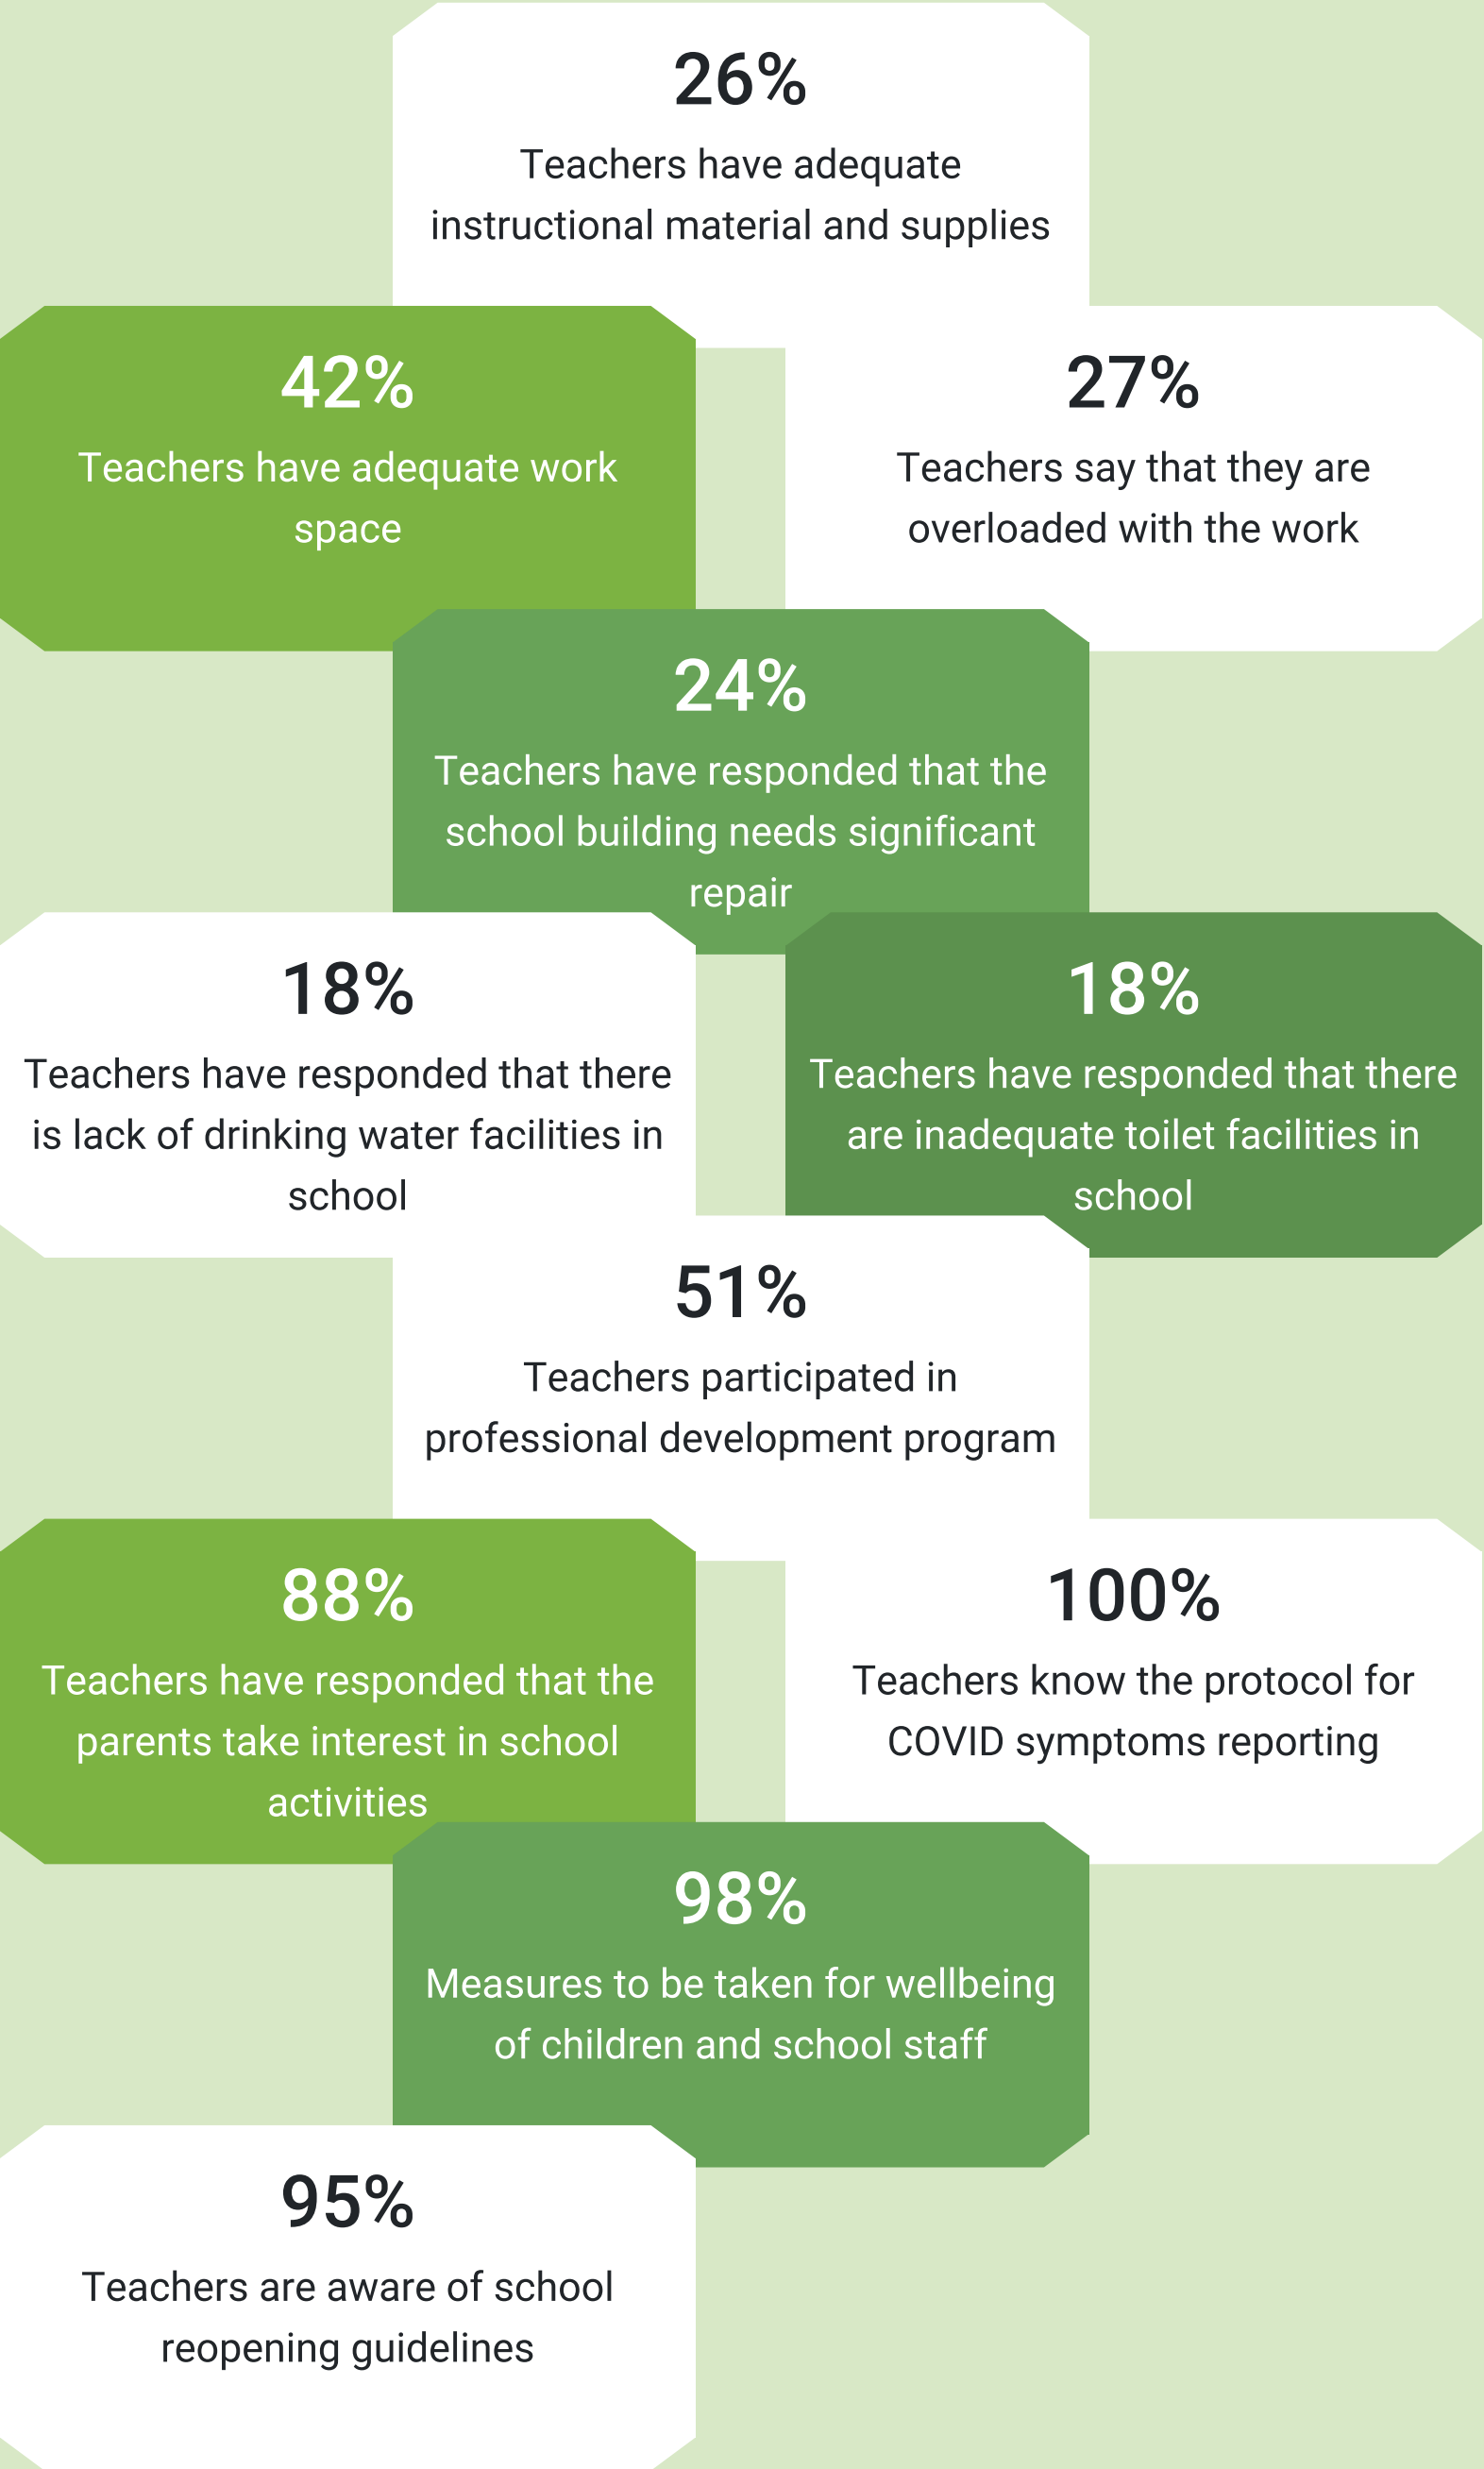 26%
Teachers have adequate
instructional material and supplies
42%
Teachers have adequate work
space
27%
Teachers say that they are
overloaded with the work
24%
Teachers have responded that the
school building needs significant
repair
18%
Teachers have responded that there
is lack of drinking water facilities in
school
18%
Teachers have responded that there
are inadequate toilet facilities in
school
51%
Teachers participated in
professional development program
88%
Teachers have responded that the
parents take interest in school
activities
100%
Teachers know the protocol for
COVID symptoms reporting
98%
Measures to be taken for wellbeing
of children and school staff
95%
Teachers are aware of school
reopening guidelines